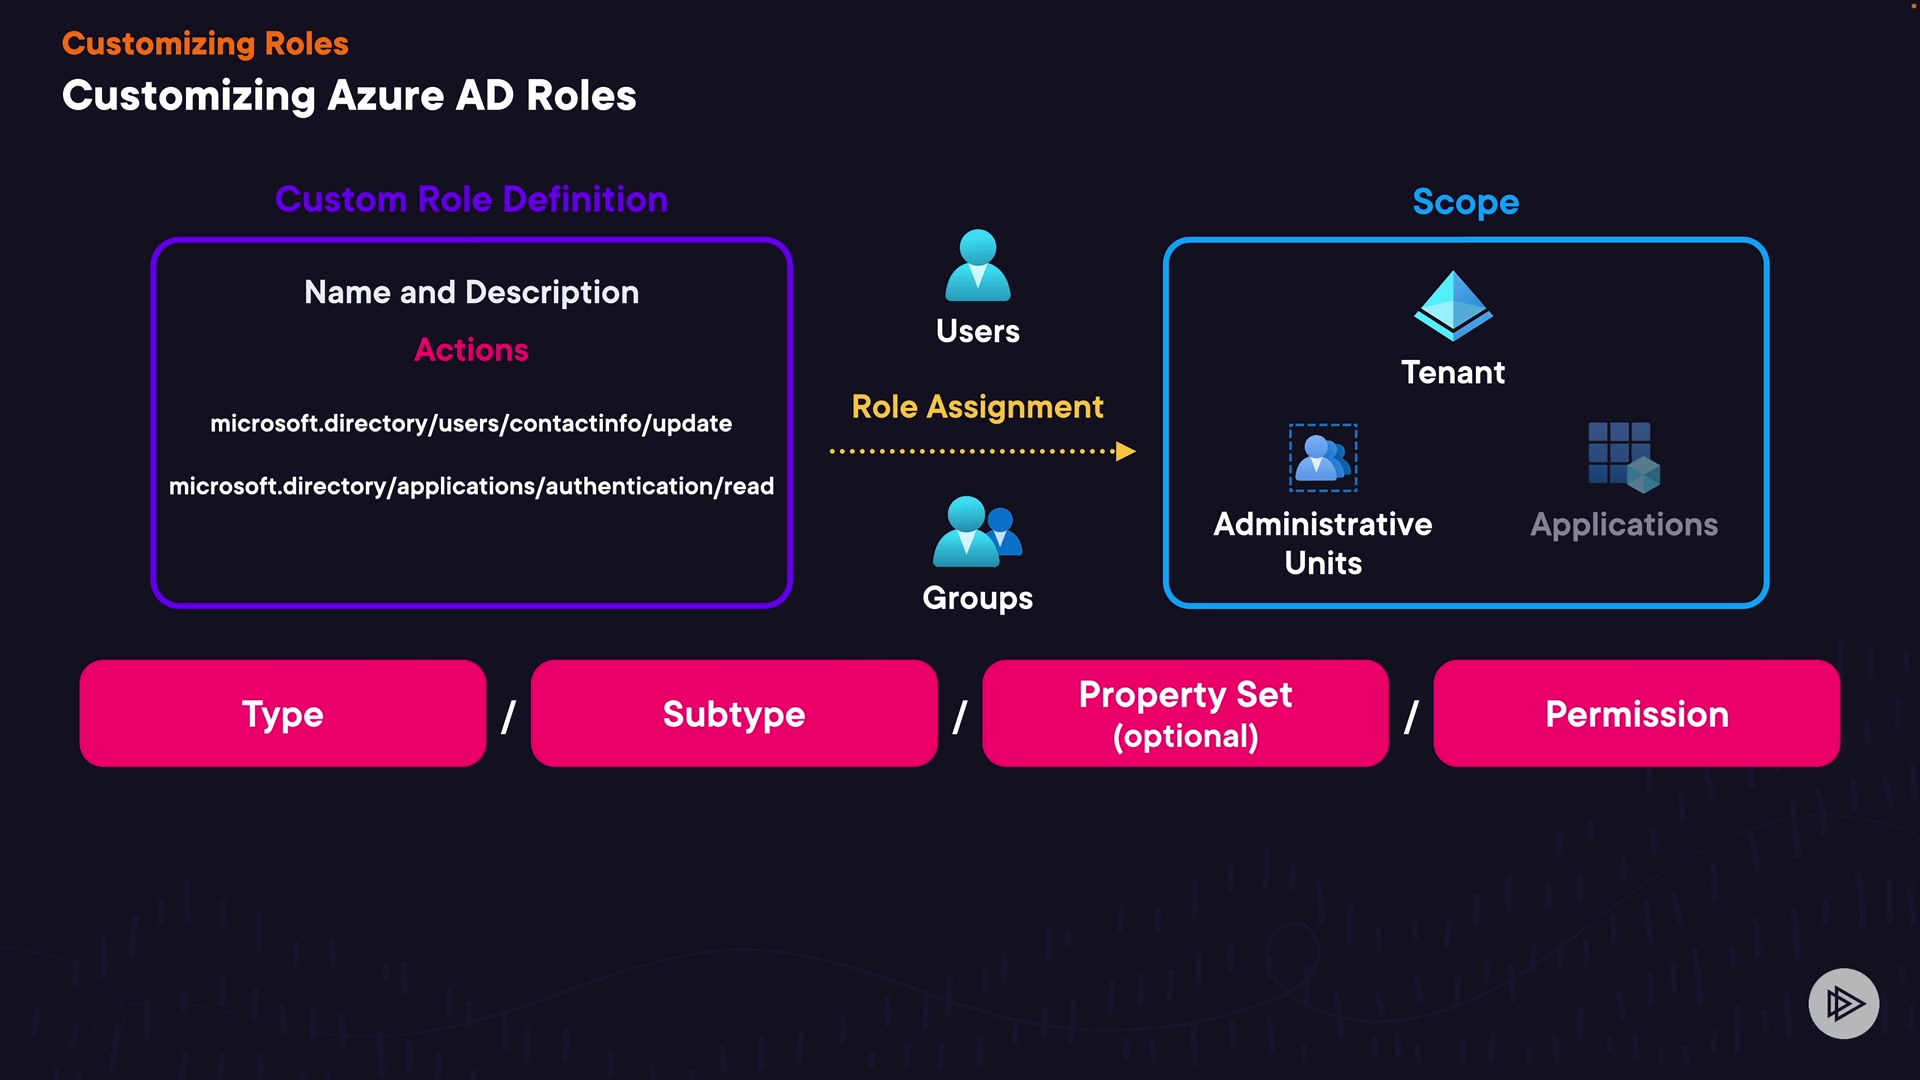 Customizing Roles
Customizing Azure AD Roles
Custom Role Definition
Name and Description
Actions
microsoft.directory/users/contactinfo/update
microsoft.directory/applications/authentication/read
Users
Role Assignment
Groups
Scope
Tenant
Administrative
Units
Applications
Type / Subtype / Property Set / Permission
(optional)